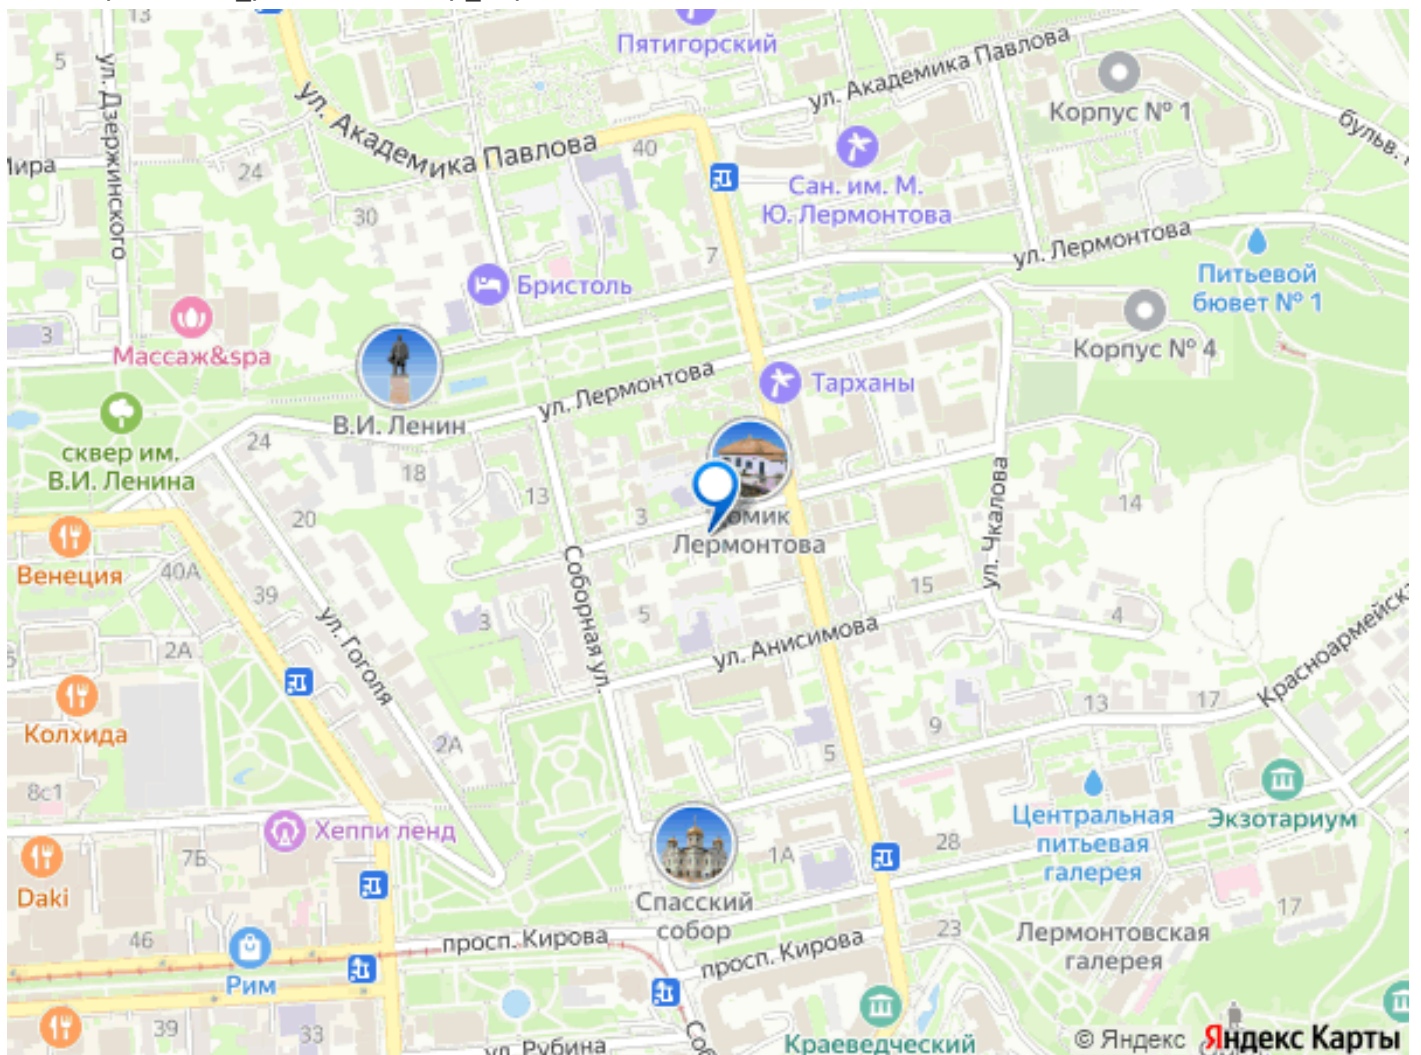 Пятигорский
ул. Академика Павлова
5
ул. Дзержинского
Корпус № 1
ул. Академика Павлова
40
бульв.
Мира
24
Сан. им. М.
Ю. Лермонтова
30
7
ул. Лермонтова
Бристоль
Питьевой
бювет № 1
3
Массаж&spa
Корпус № 4
ул. Лермонтова
Тарханы
В.И. Ленин
24
сквер им.
В.И. Ленина
18
13
20
3
Домик
Лермонтова
14
ул. Чкалова
Венеция
40А
39
Соборная ул.
15
5
3
4
ул. Гоголя
ул. Анисимова
2А
Красноармейска
Колхида
2А
13
17
9
5
8с1
Хеппи ленд
Центральная
питьевая
галерея
Экзотариум
7Б
1А
28
Daki
Спасский
собор
17
46
просп. Кирова
просп. Кирова
23
Лермонтовская
галерея
Рим
39
33
ул. Рубина
Соб
Краеведческий
© Яндекс Яндекс Карты